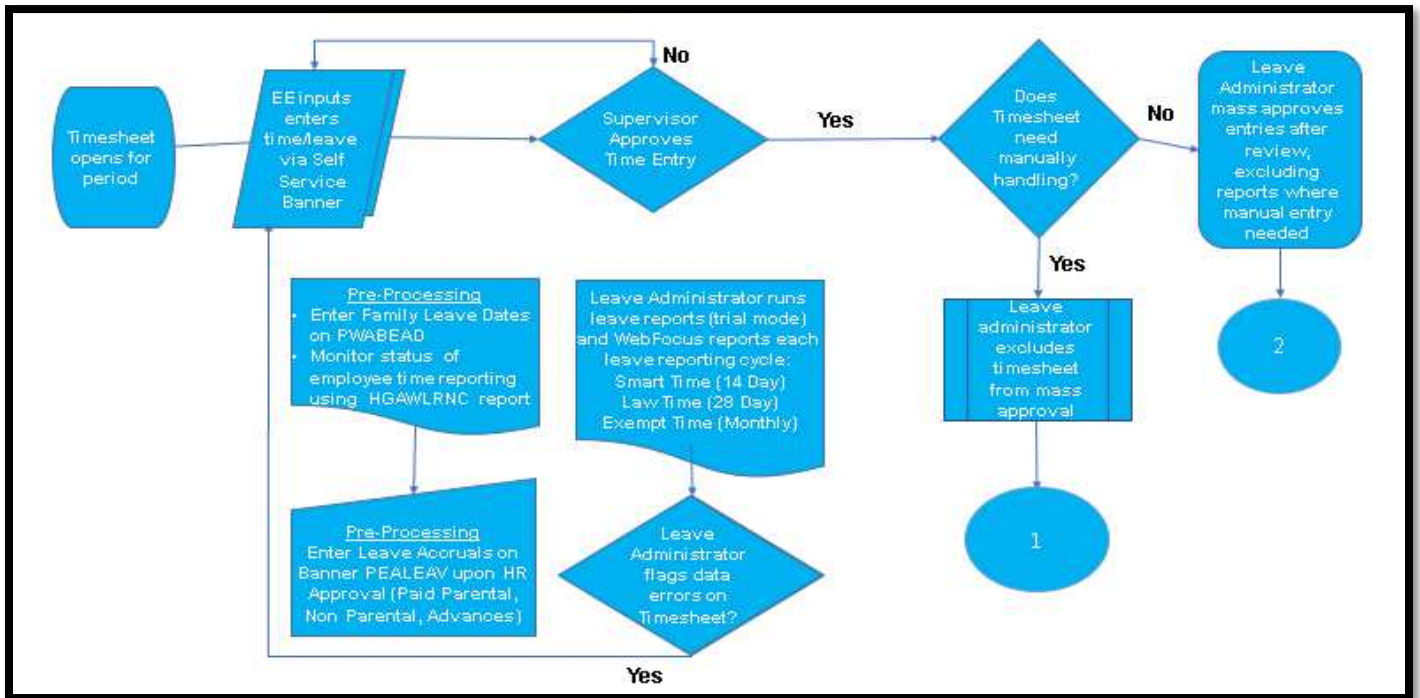 Timesheet
opens for
period
EE inputs
enters
time/leave
via Self
Service
Banner
No
Supervisor
Approves
Time Entry
Yes
Does
Timesheet
need
manually
handling?
No
Leave
Administrator
mass approves
entries after
review,
excluding
reports where
manual entry
needed
Yes
2
Leave
administrator
excludes
timesheet
from mass
approval
1
Pre-Processing
• Enter Family Leave Dates
on PWABEAD
• Monitor status of
employee time reporting
using HGAWLRNC report
Leave Administrator runs
leave reports (trial mode)
and WebFocus reports each
leave reporting cycle:
Smart Time (14 Day)
Law Time (28 Day)
Exempt Time (Monthly)
Pre-Processing
Enter Leave Accruals on
Banner PEALEAV upon HR
Approval (Paid Parental,
Non Parental, Advances)
Leave
Administrator
flags data
errors on
Timesheet?
Yes